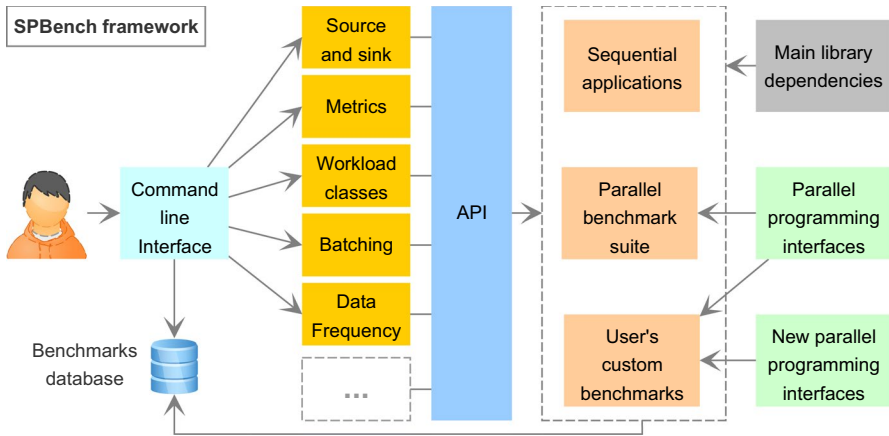 SPBench framework
Source
and sink
Metrics
Workload
classes
Batching
Data
Frequency
...
Command
line
Interface
Benchmarks
database
API
Sequential
applications
Parallel
benchmark
suite
User's
custom
benchmarks
Main library
dependencies
Parallel
programming
interfaces
New parallel
programming
interfaces